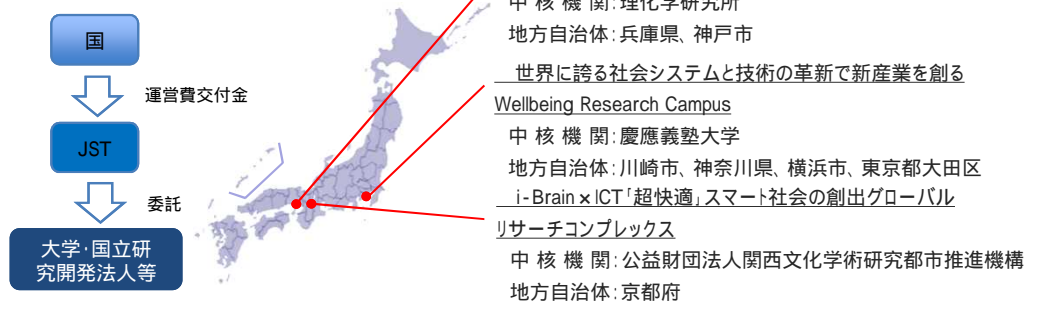 国
運営費交付金
JST
委託
大学・国立研
究開発法人等
中 核 機 関：理化学研究所
地方自治体：兵庫県、神戸市
世界に誇る社会システムと技術の革新で新産業を創る
Wellbeing Research Campus
中 核 機 関：慶應義塾大学
地方自治体：川崎市、神奈川県、横浜市、東京都大田区
i-Brain×ICT「超快適」スマート社会の創出グローバル
リサーチコンプレックス
中 核 機 関：公益財団法人関西文化学術研究都市推進機構
地方自治体：京都府